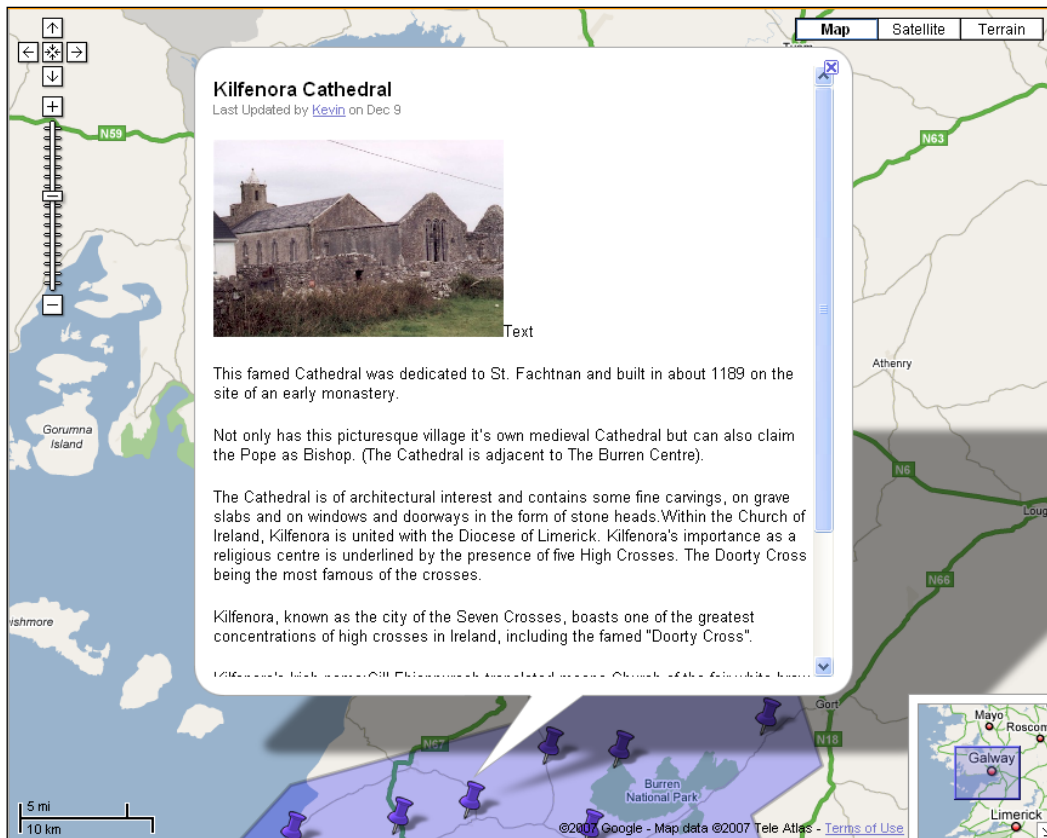 Map Satellite Terrain
Kilfenora Cathedral
Last Updated by Kevin on Dec 9
Text
This famed Cathedral was dedicated to St. Fachtnan and built in about 1189 on the
site of an early monastery.
Not only has this picturesque village it's own medieval Cathedral but can also claim
the Pope as Bishop. (The Cathedral is adjacent to The Burren Centre).
The Cathedral is of architectural interest and contains some fine carvings, on grave
slabs and on windows and doorways in the form of stone heads.Within the Church of
Ireland, Kilfenora is united with the Diocese of Limerick. Kilfenora's importance as a
religious centre is underlined by the presence of five High Crosses. The Doorty Cross
being the most famous of the crosses.
Kilfenora, known as the city of the Seven Crosses, boasts one of the greatest
concentrations of high crosses in Ireland, including the famed "Doorty Cross".
N59
N63
Athenry
Gorumna
Island
N6
Loug
N66
ishmore
Gort
N67
N18
Burren
National Park
Mayo
Roscom
Galway
Limerick
5 mi
10 km
©2007 Google - Map data ©2007 Tele Atlas - Terms of Use